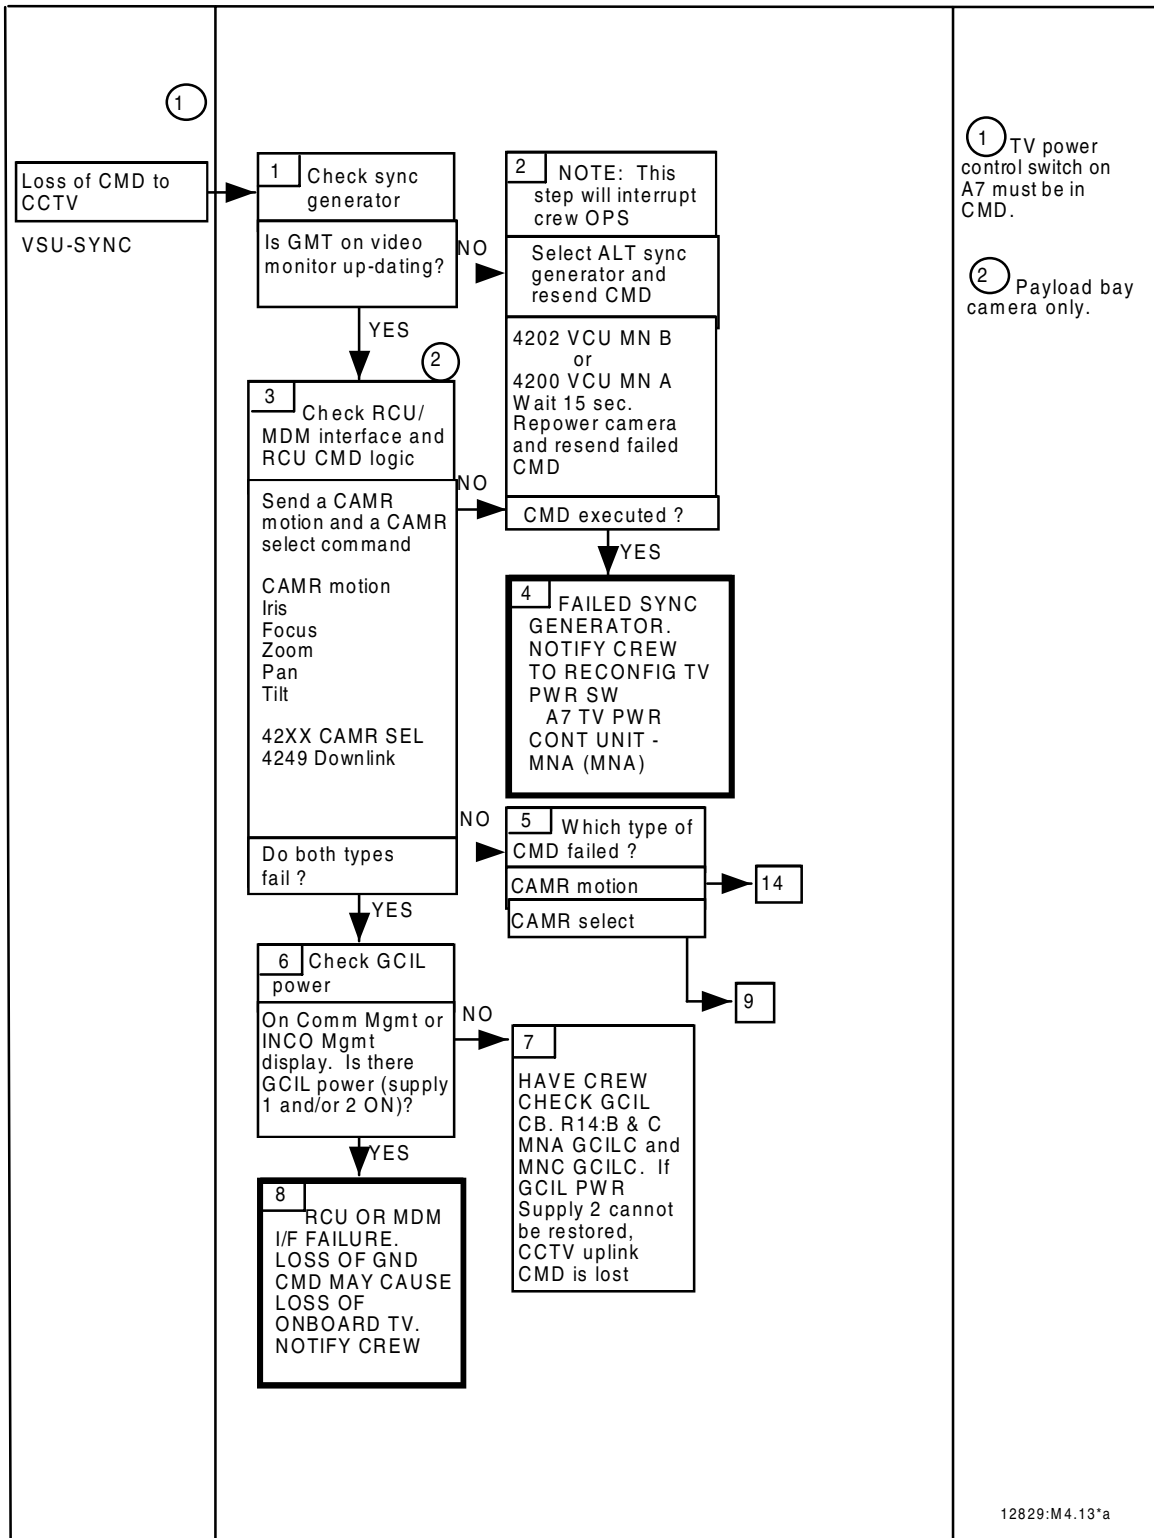 1
Loss of CMD to
CCTV
VSU-SYNC
1
Check sync
generator
Is GMT on video
monitor up-dating?
NO
YES
2
NOTE: This
step will interrupt
crew OPS
Select ALT sync
generator and
resend CMD
4202 VCU MN B
or
4200 VCU MN A
Wait 15 sec.
Repower camera
and resend failed
CMD
CMD executed ?
YES
2
3
Check RCU/
MDM interface and
RCU CMD logic
NO
Send a CAMR
motion and a CAMR
select command
CAMR motion
Iris
Focus
Zoom
Pan
Tilt
42XX CAMR SEL
4249 Downlink
NO
Do both types
fail ?
YES
4
FAILED SYNC
GENERATOR.
NOTIFY CREW
TO RECONFIG TV
PWR SW
A7 TV PWR
CONT UNIT -
MNA (MNA)
5
Which type of
CMD failed ?
CAMR motion
14
CAMR select
9
6
Check GCIL
power
On Comm Mgmt or
INCO Mgmt
display. Is there
GCIL power (supply
1 and/or 2 ON)?
NO
YES
7
HAVE CREW
CHECK GCIL
CB. R14:B & C
MNA GCILC and
MNC GCILC. If
GCIL PWR
Supply 2 cannot
be restored,
CCTV uplink
CMD is lost
8
RCU OR MDM
I/F FAILURE.
LOSS OF GND
CMD MAY CAUSE
LOSS OF
ONBOARD TV.
NOTIFY CREW
1 TV power
control switch on
A7 must be in
CMD.
2 Payload bay
camera only.
12829:M4.13*a